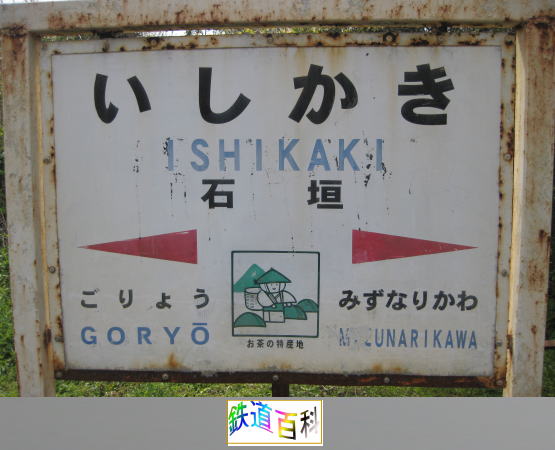 いしかき
ISHIKAKI
石垣
ごりょう
GORYŌ
お茶の特産地
みずなりかわ
MIZUNARIKAWA
鉄道百科